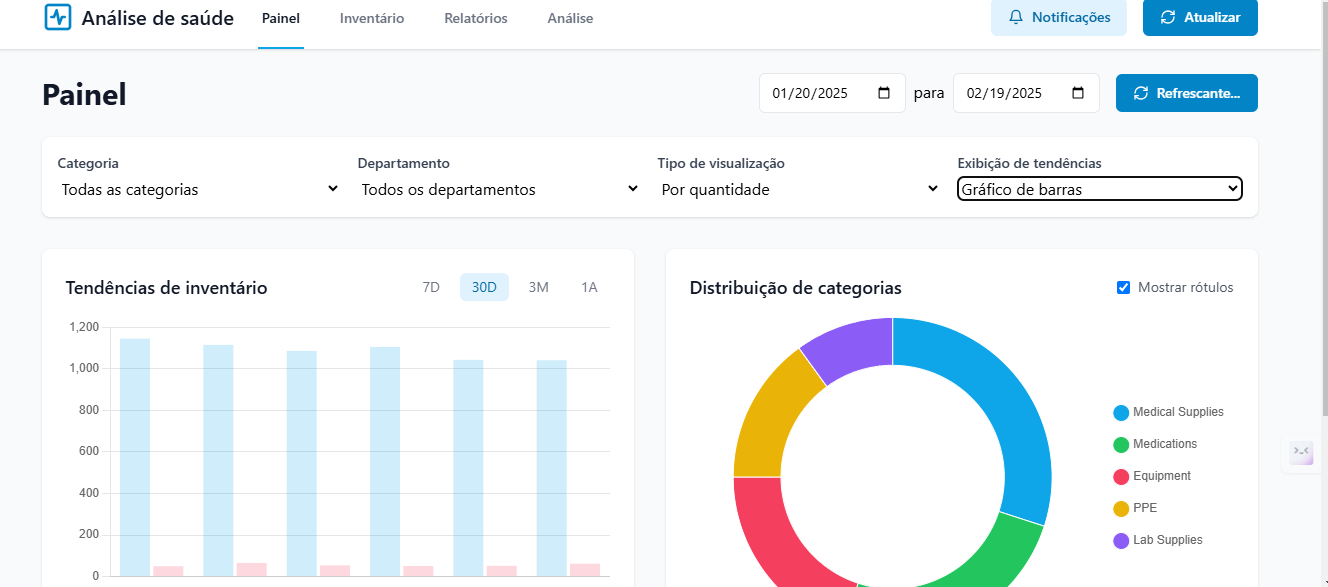 Análise de saúde Painel Inventário Relatórios Análise Notificações Atualizar
Painel 01/20/2025 para 02/19/2025 Refrescante...
Categoria Departamento Tipo de visualização Exibição de tendências
Todas as categorias Todos os departamentos Por quantidade Gráfico de barras
Tendências de inventário 7D 30D 3M 1A
1,200
1,000
800
600
400
200
0
Distribuição de categorias Mostrar rótulos
Medical Supplies
Medications
Equipment
PPE
Lab Supplies